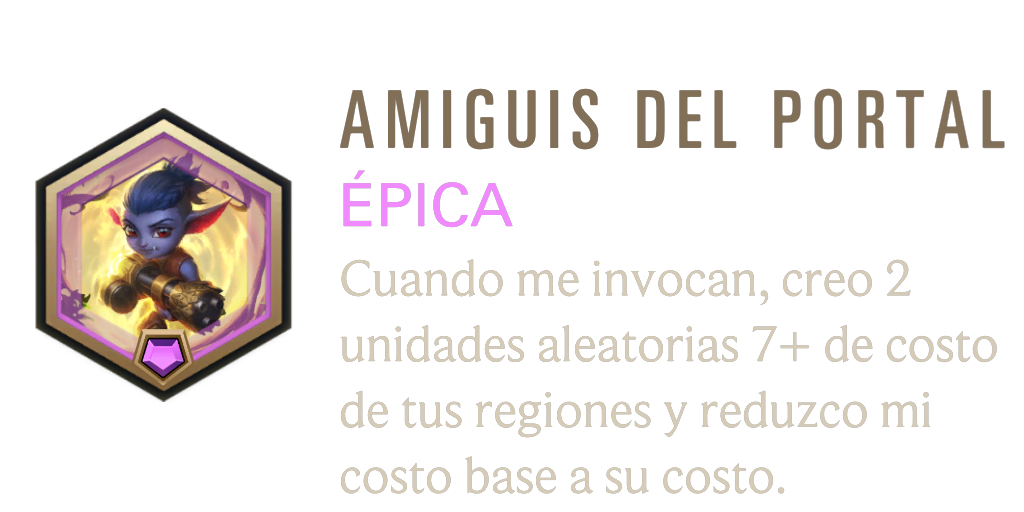 AMIGUIS DEL PORTAL
ÉPICA
Cuando me invocan, creo 2
unidades aleatorias 7+ de costo
de tus regiones y reduzco mi
costo base a su costo.